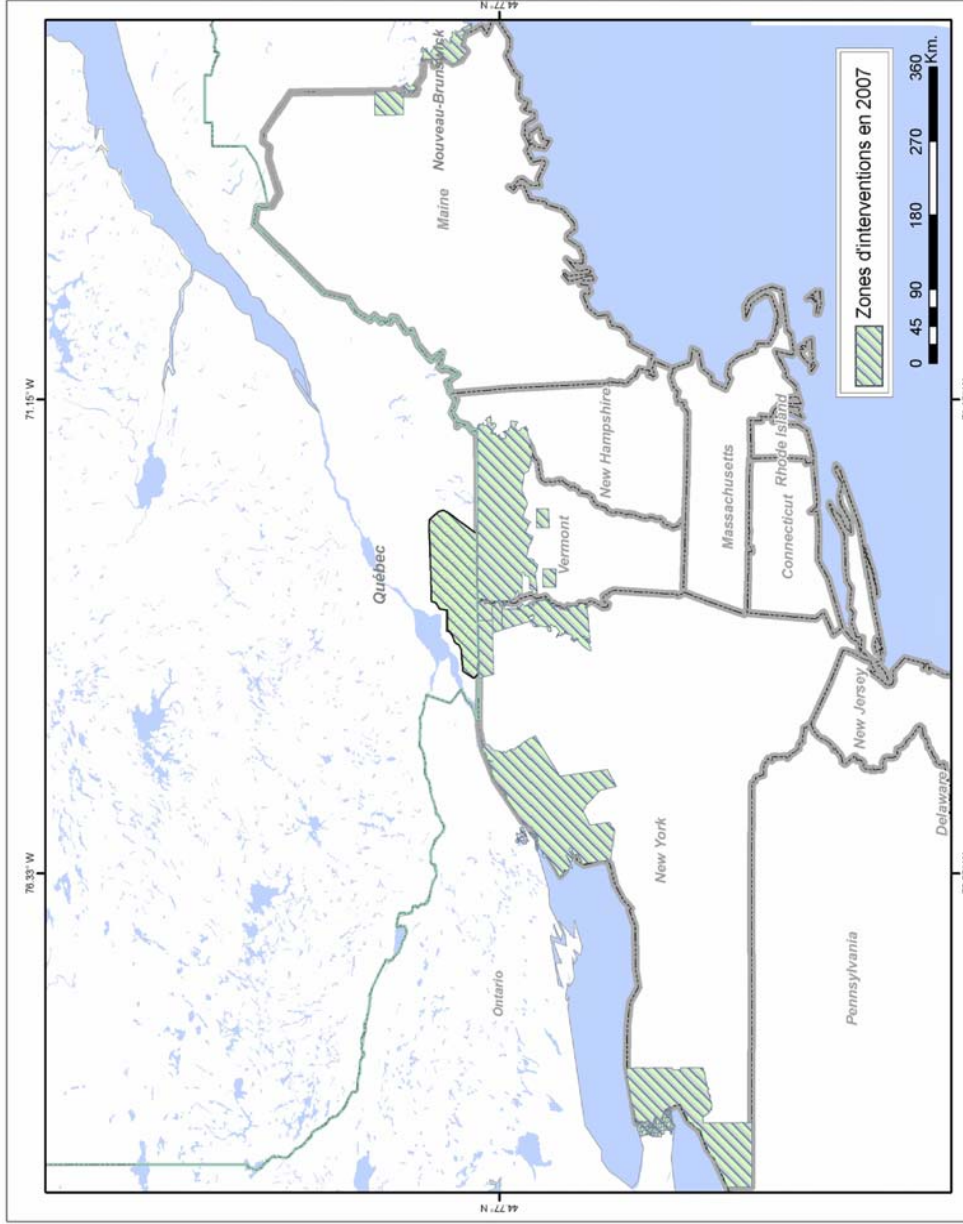 76.33° W
71.15° W
Québec
Nouveau-Brunswick
Maine
44.77° N
44.77° N
Ontario
Vermont
New Hampshire
New York
Massachusetts
Rhode Island
Connecticut
Pennsylvania
New Jersey
Delaware
Zones d'interventions en 2007
0 45 90 180 270 360
Km.